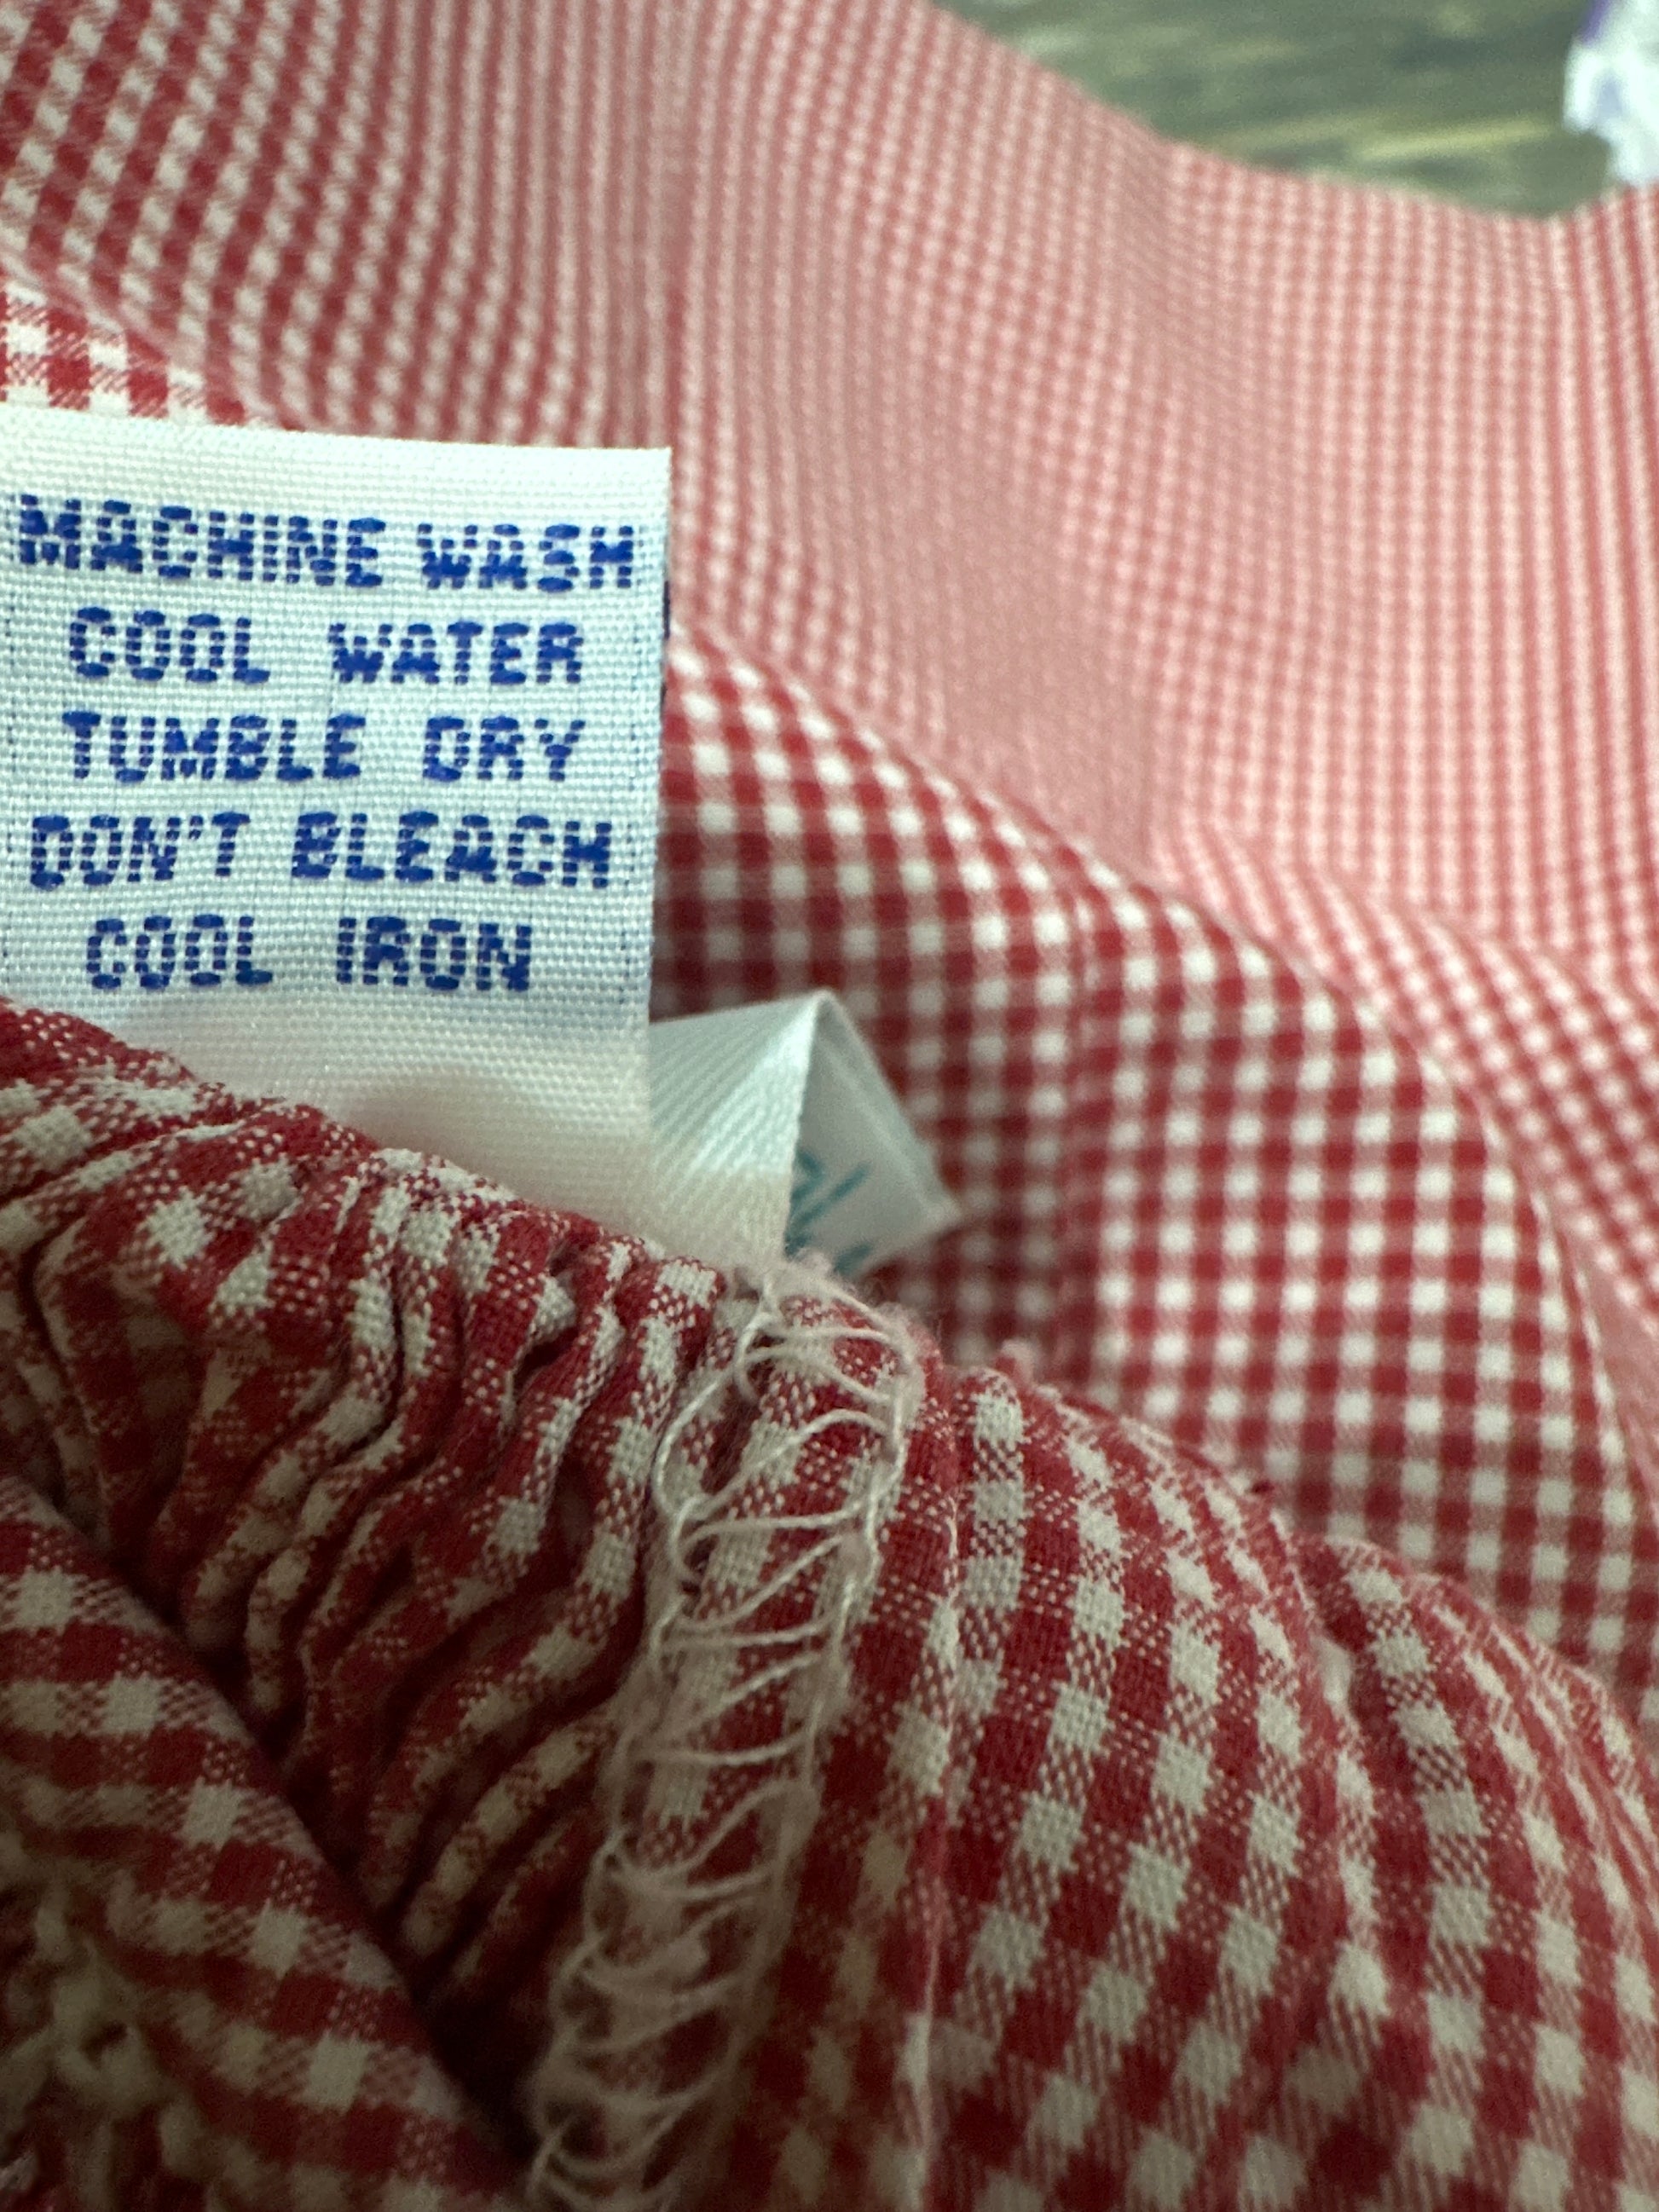 MACHINE WASH
COOL WATER
TUMBLE DRY
DON'T BLEACH
COOL IRON